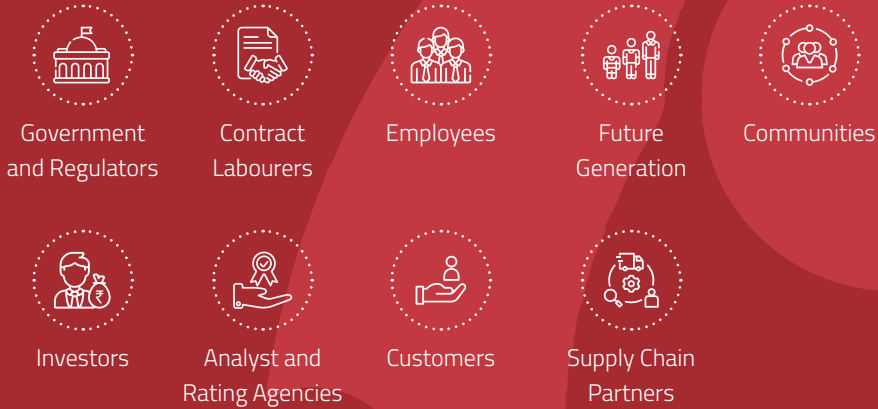 Government
and Regulators
Contract
Labourers
Employees
Future
Generation
Communities
₹
Investors
Analyst and
Rating Agencies
Customers
Supply Chain
Partners